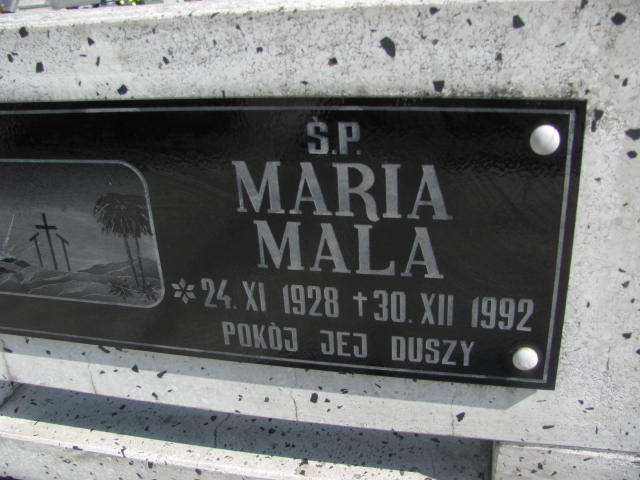 Ś.P.
MARIA
MALA
* 24. XI 1928 † 30. XII 1992
POKÓJ JEJ DUSZY